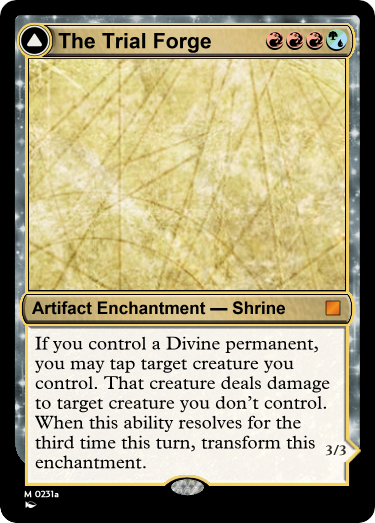 The Trial Forge
Artifact Enchantment — Shrine
If you control a Divine permanent,
you may tap target creature you
control. That creature deals damage
to target creature you don't control.
When this ability resolves for the
third time this turn, transform this
enchantment.
3/3
M 0231a